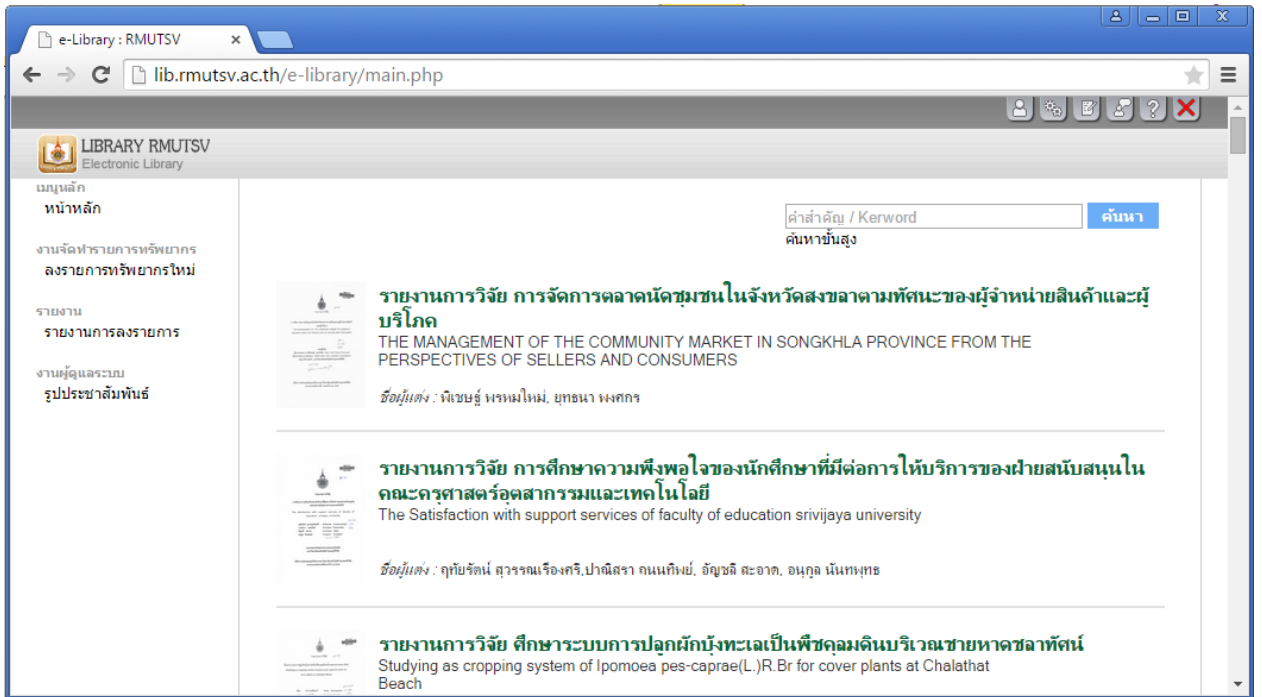 e-Library : RMUTSV
lib.rmutsv.ac.th/e-library/main.php
LIBRARY RMUTSV
Electronic Library
เมนูหลัก
หน้าหลัก
งานจัดทำรายการทรัพยากร
ลงรายการทรัพยากรใหม่
รายงาน
รายงานการลงรายการ
งานผู้ดูแลระบบ
รูปประชาสัมพันธ์
คำสำคัญ / Kerword
ค้นหา
ค้นหาขั้นสูง
รายงานการวิจัย การจัดการตลาดนัดชุมชนในจังหวัดสงขลาตามทัศนะของผู้จำหน่ายสินค้าและผู้
บริโภค
THE MANAGEMENT OF THE COMMUNITY MARKET IN SONGKHLA PROVINCE FROM THE
PERSPECTIVES OF SELLERS AND CONSUMERS
ชื่อผู้แต่ง : พิเชษฐ์ พรหมใหม่, ยุทธนา พงศกร
รายงานการวิจัย การศึกษาความพึงพอใจของนักศึกษาที่มีต่อการให้บริการของฝ่ายสนับสนุนใน
คณะครุศาสตร์อุตสากรรมและเทคโนโลยี
The Satisfaction with support services of faculty of education srivijaya university
ชื่อผู้แต่ง : ฤทัยรัตน์ สุวรรณเรืองศรี,ปาณิสรา ถนนทิพย์, อัญชลี สะอาด, อนุกูล นันทพุทธ
รายงานการวิจัย ศึกษาระบบการปลูกผักบุ้งทะเลเป็นพืชคลุมดินบริเวณชายหาดชลาทัศน์
Studying as cropping system of Ipomoea pes-caprae(L.)R.Br for cover plants at Chalathat
Beach